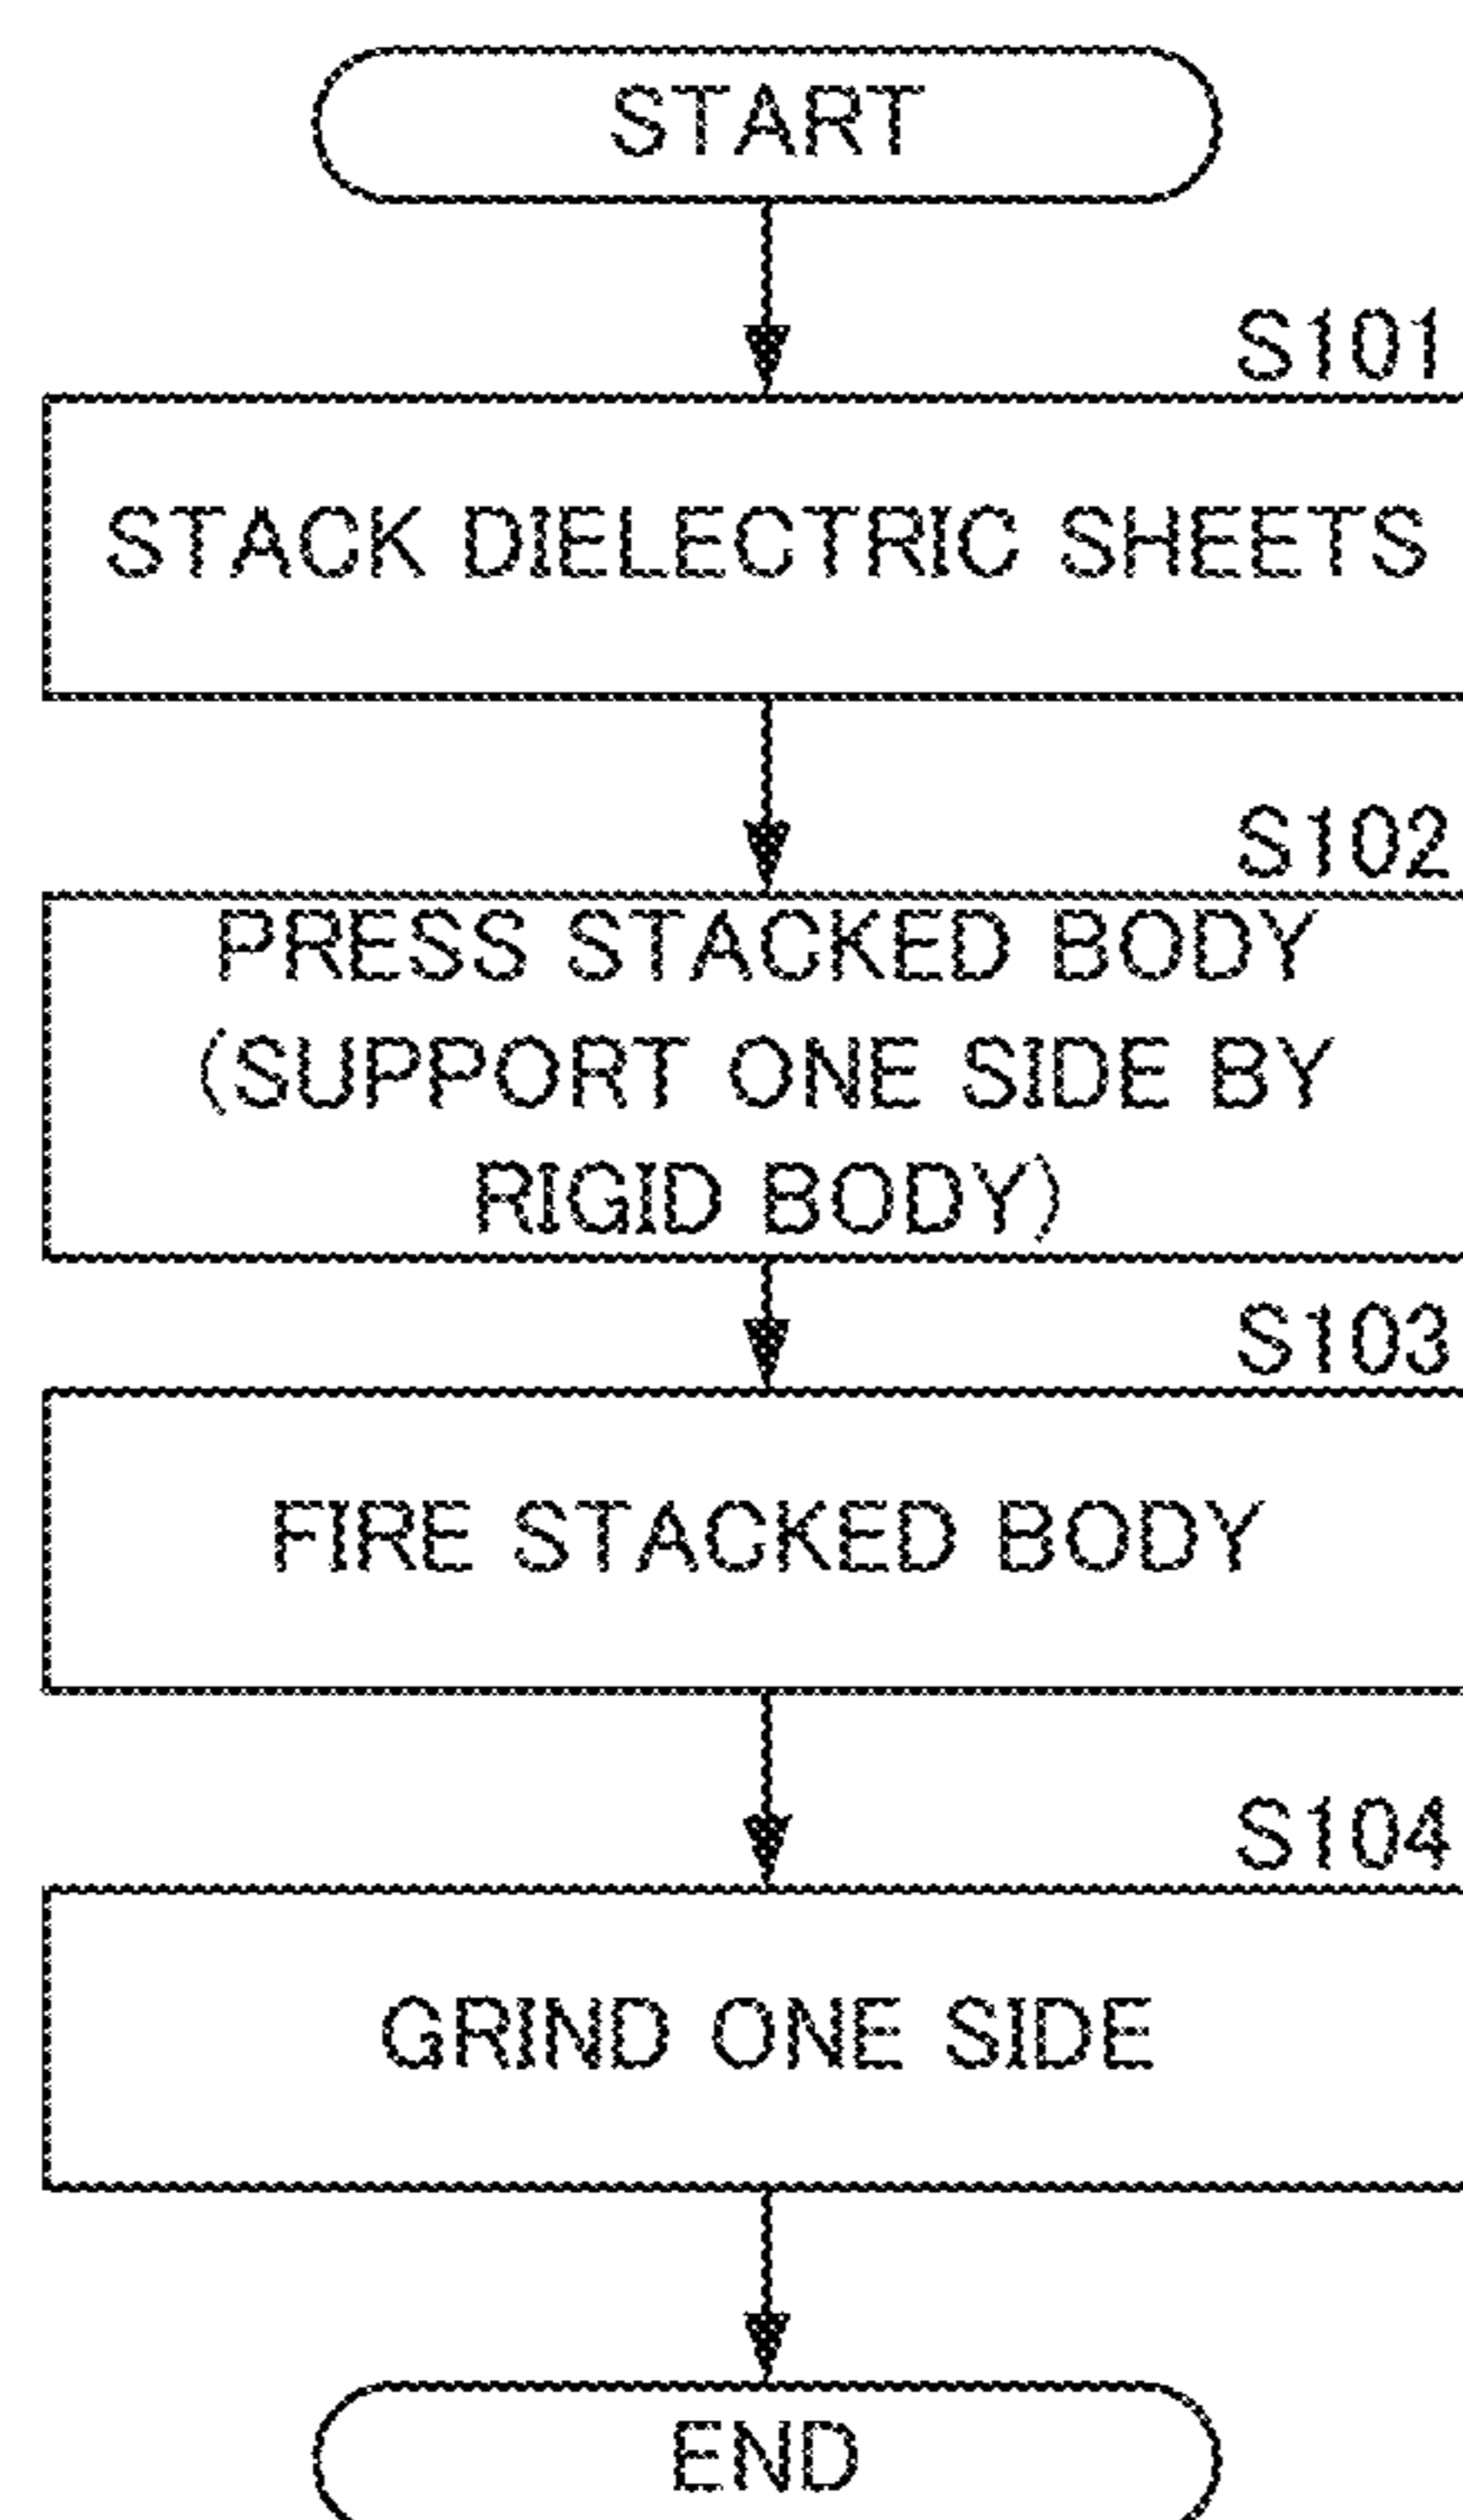 START
S101
STACK DIELECTRIC SHEETS
S102
PRESS STACKED BODY
(SUPPORT ONE SIDE BY
RIGID BODY)
S103
FIRE STACKED BODY
S104
GRIND ONE SIDE
END